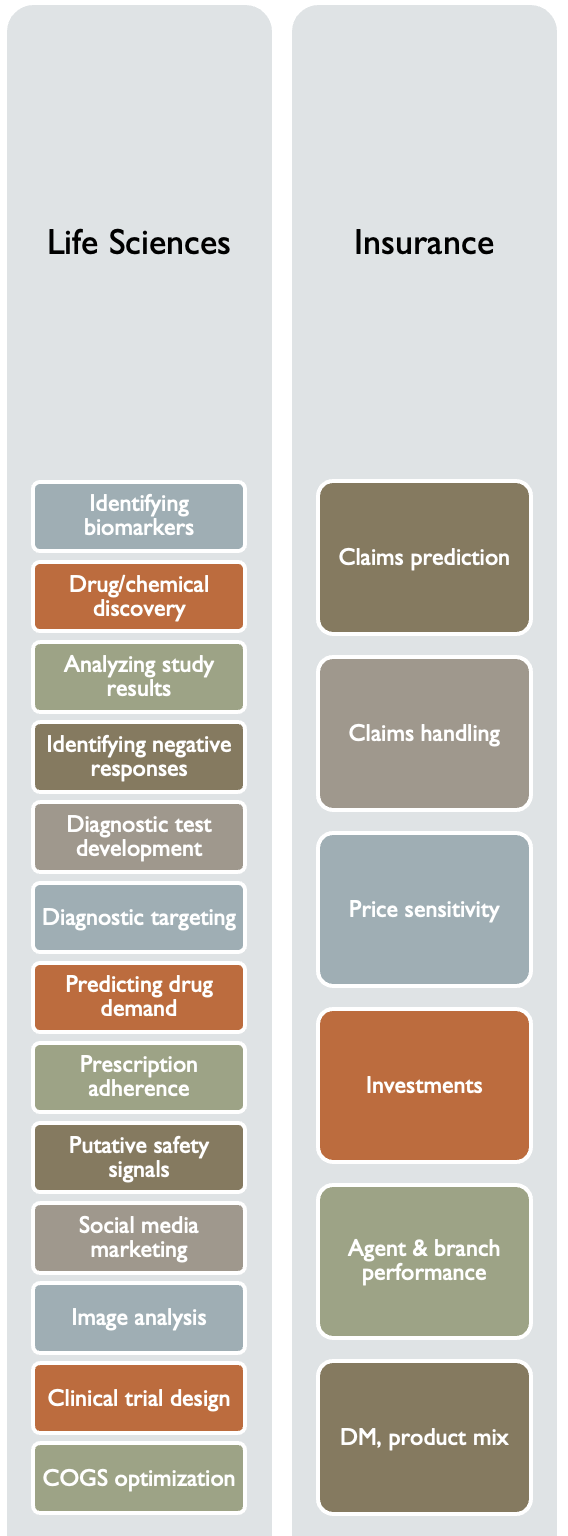 Life Sciences
Identifying
biomarkers
Drug/chemical
discovery
Analyzing study
results
Identifying negative
responses
Diagnostic test
development
Diagnostic targeting
Predicting drug
demand
Prescription
adherence
Putative safety
signals
Social media
marketing
Image analysis
Clinical trial design
COGS optimization
Insurance
Claims prediction
Claims handling
Price sensitivity
Investments
Agent & branch
performance
DM, product mix